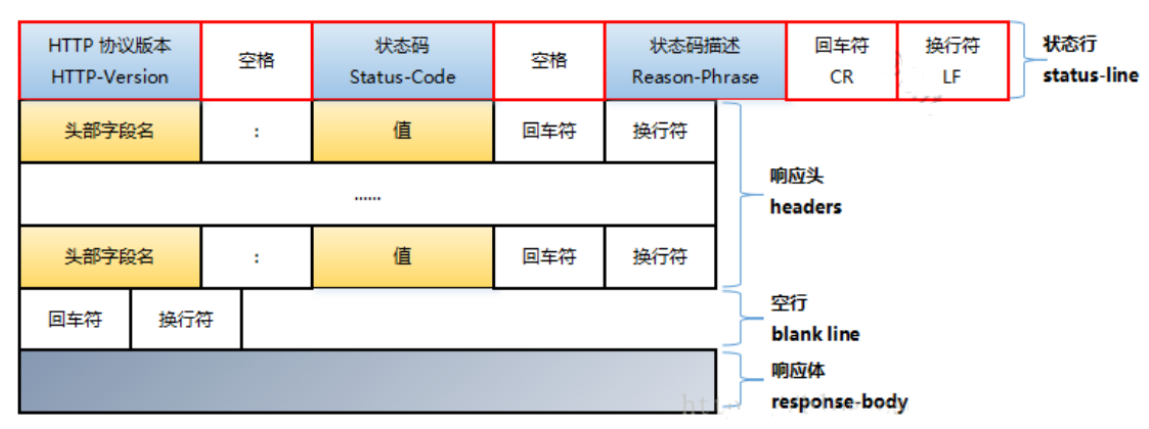 HTTP 协议版本 空格 状态码 空格 状态码描述 回车符 换行符 状态行
HTTP-Version Status-Code Reason-Phrase CR LF status-line
头部字段名 : 值 回车符 换行符
响应头
......
headers
头部字段名 : 值 回车符 换行符
空行
回车符 换行符
blank line
响应体
response-body